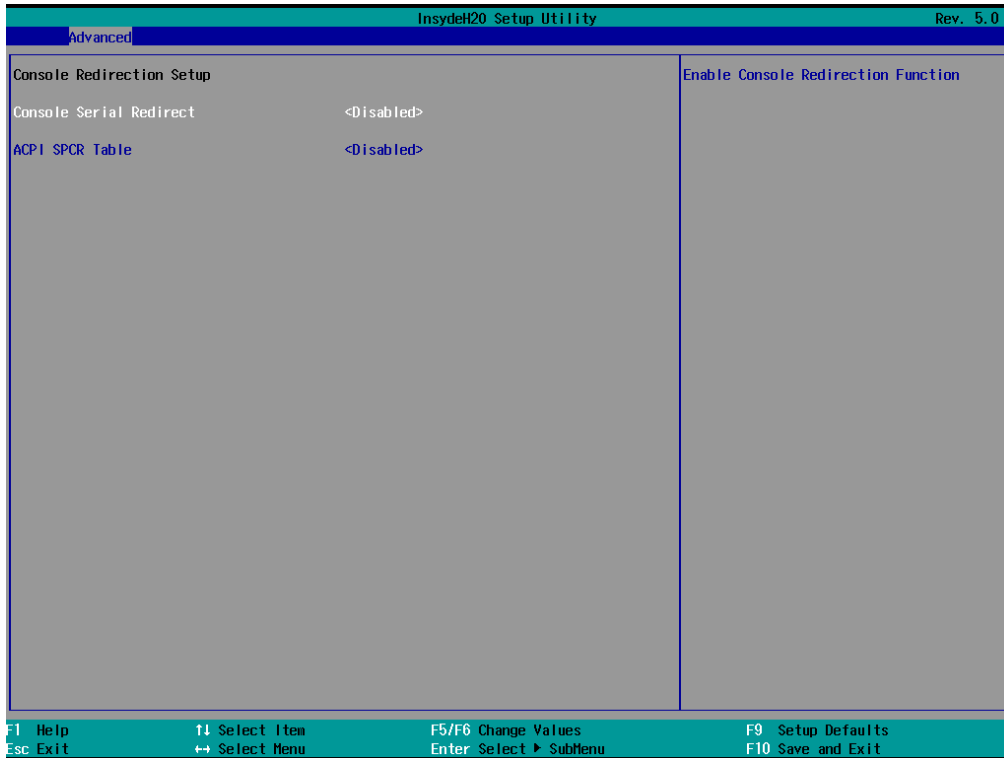 InsydeH20 Setup Utility Rev. 5.0
Advanced
Console Redirection Setup
Enable Console Redirection Function
Console Serial Redirect <Disabled>
ACPI SPCR Table <Disabled>
F1 Help ↑↓ Select Item F5/F6 Change Values F9 Setup Defaults
Esc Exit ↔ Select Menu Enter Select ▶ SubMenu F10 Save and Exit